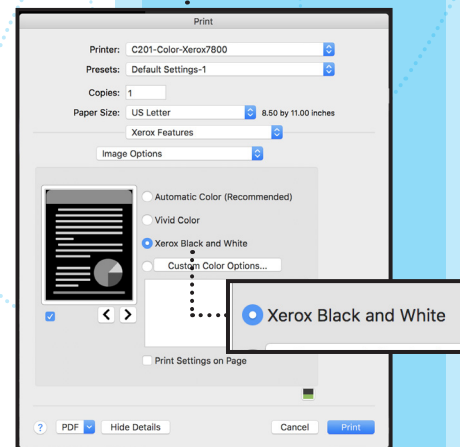 Print
Printer: C201-Color-Xerox7800
Presets: Default Settings-1
Copies: 1
Paper Size: US Letter 8.50 by 11.00 inches
Xerox Features
Image Options
Automatic Color (Recommended)
Vivid Color
Xerox Black and White
Custom Color Options...
Xerox Black and White
Print Settings on Page
? PDF Hide Details Cancel Print